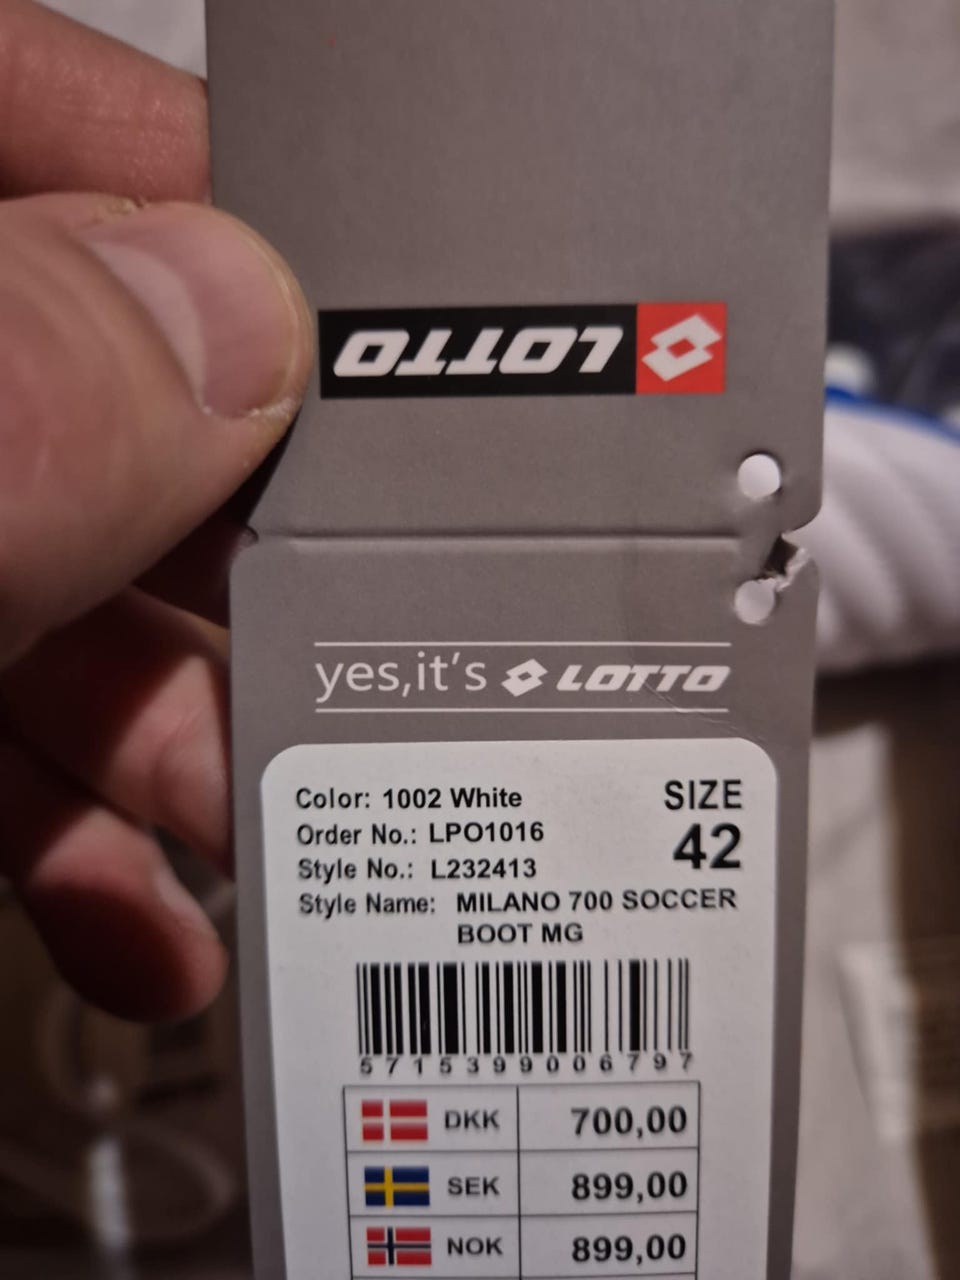 LOTTO
yes,it's LOTTO
Color: 1002 White
SIZE
42
Order No.: LPO1016
Style No.: L232413
Style Name: MILANO 700 SOCCER
BOOT MG
5715399006797
DKK 700,00
SEK 899,00
NOK 899,00